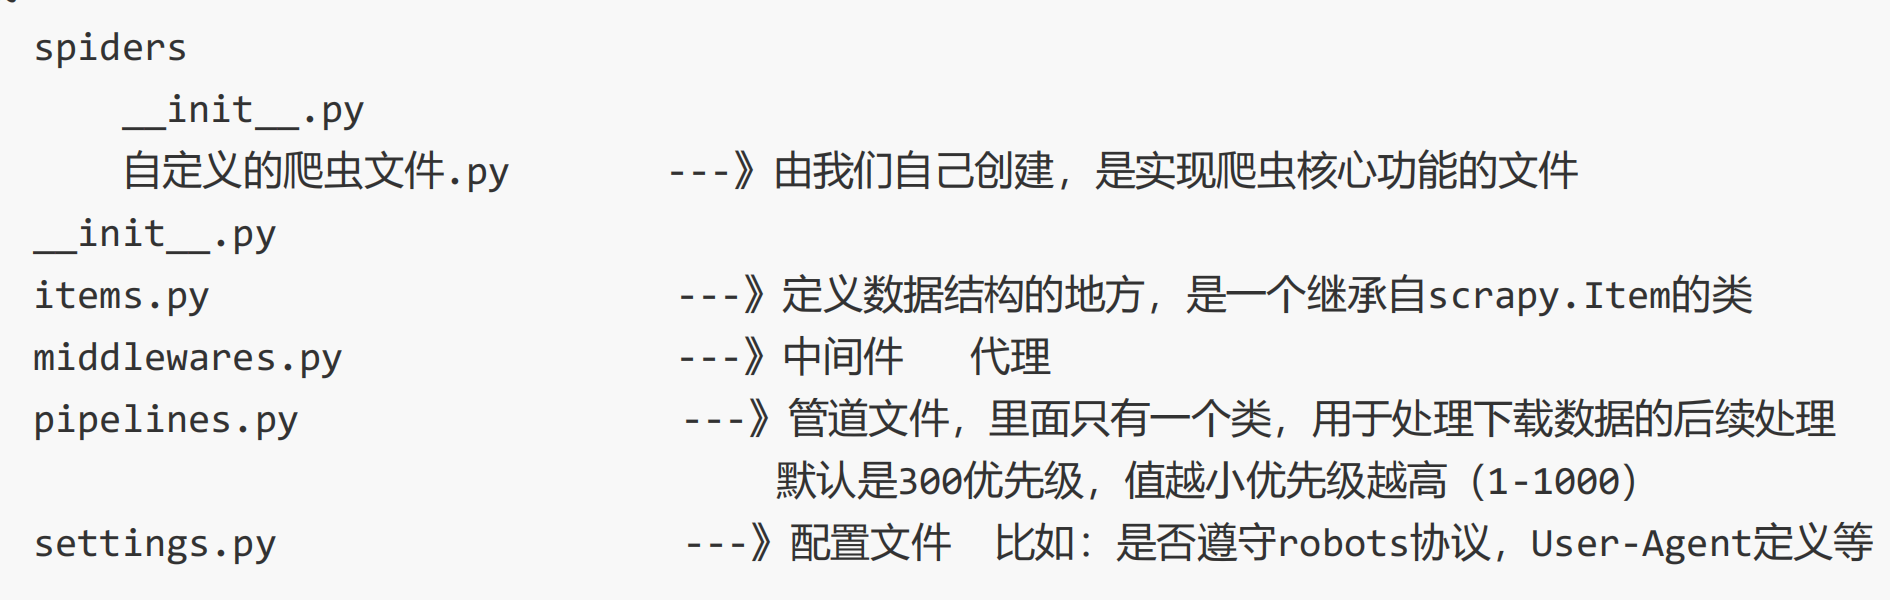 spiders
__init__.py
自定义的爬虫文件.py ---》由我们自己创建，是实现爬虫核心功能的文件
__init__.py
items.py ---》定义数据结构的地方，是一个继承自scrapy.Item的类
middlewares.py ---》中间件 代理
pipelines.py ---》管道文件，里面只有一个类，用于处理下载数据的后续处理
默认是300优先级，值越小优先级越高（1-1000）
settings.py ---》配置文件 比如：是否遵守robots协议，User-Agent定义等